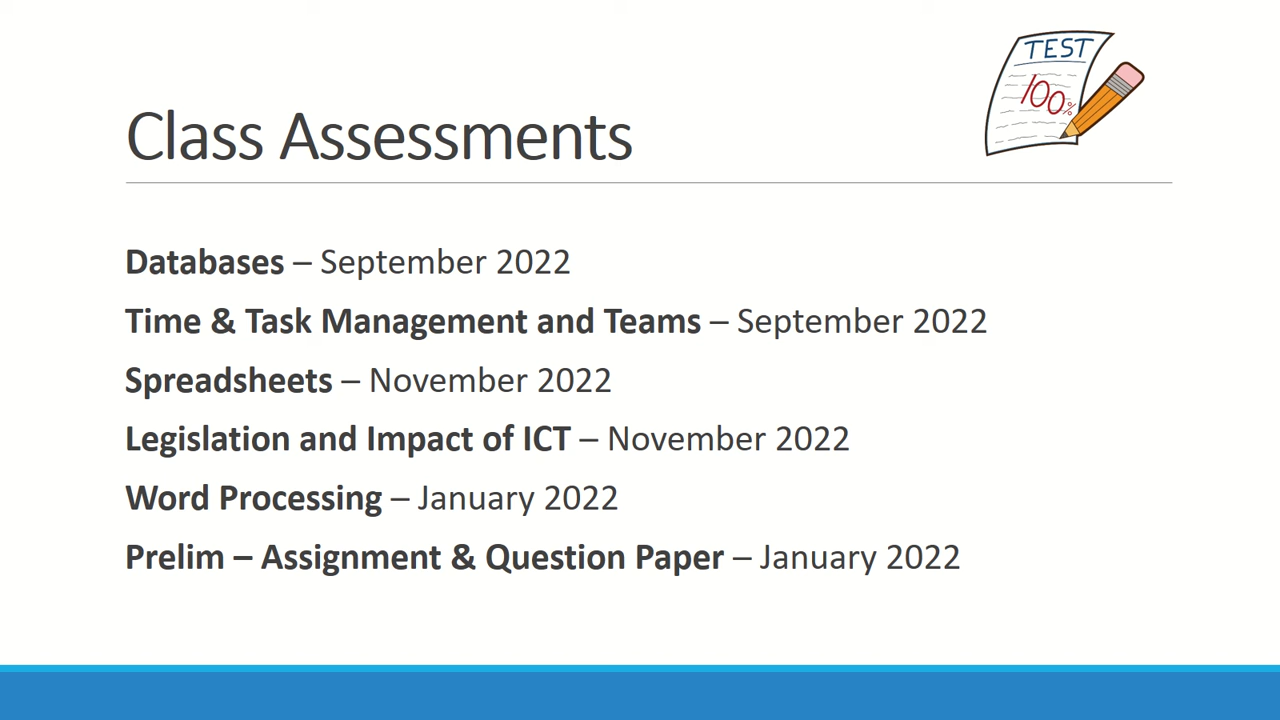 TEST
100%
Class Assessments
Databases – September 2022
Time & Task Management and Teams – September 2022
Spreadsheets – November 2022
Legislation and Impact of ICT – November 2022
Word Processing – January 2022
Prelim – Assignment & Question Paper – January 2022